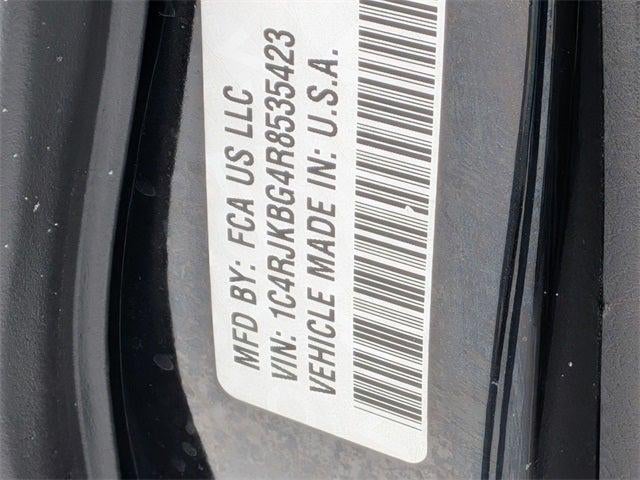 MFD BY: FCA US LLC
VIN: 1C4RJKBG4R8535423
VEHICLE MADE IN: U.S.A.